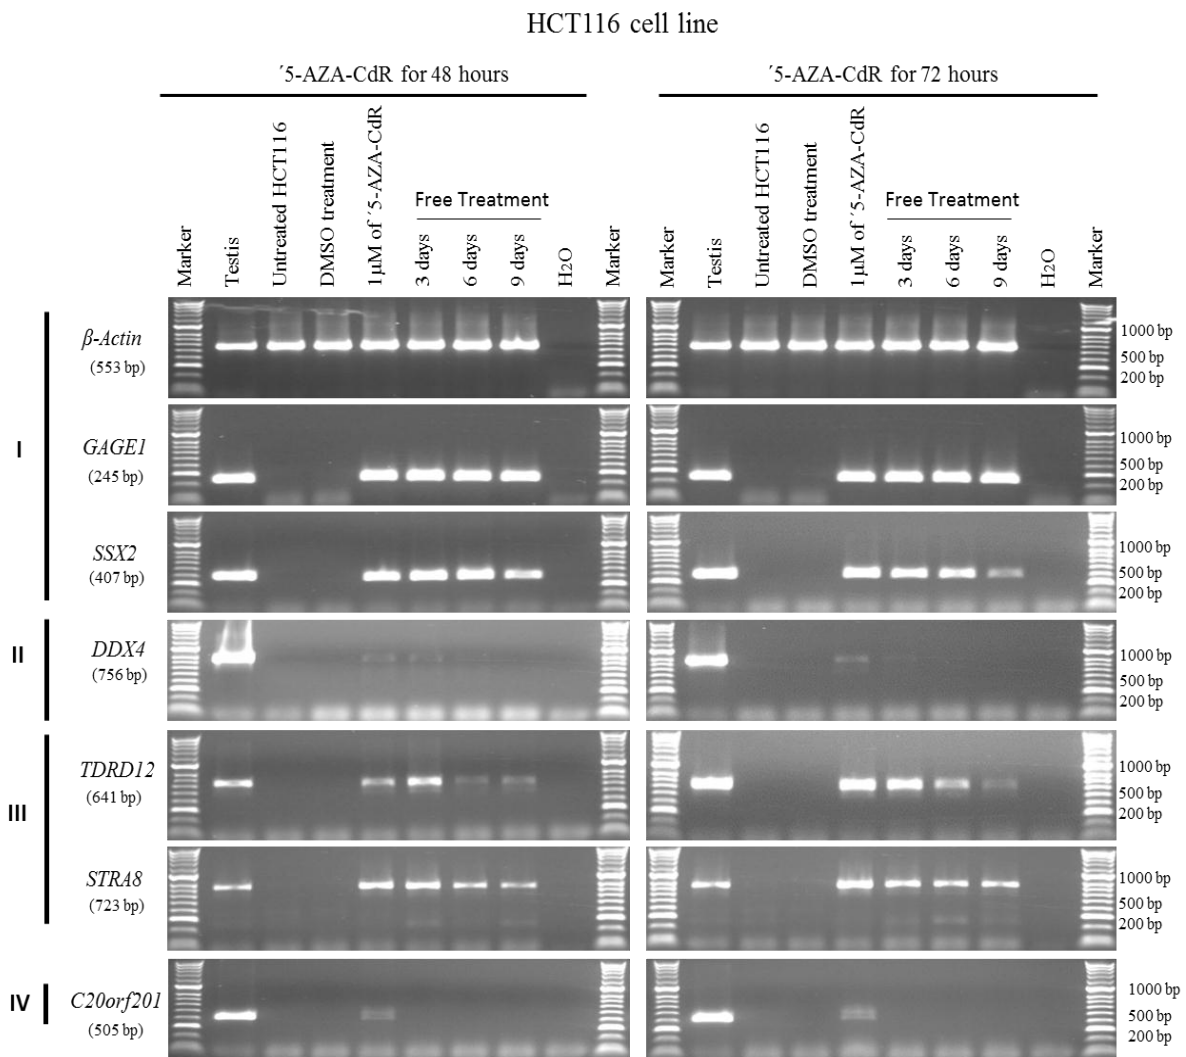 HCT116 cell line
´5-AZA-CdR for 48 hours
´5-AZA-CdR for 72 hours
Marker
Testis
Untreated HCT116
DMSO treatment
1µM of ´5-AZA-CdR
Free Treatment
3 days
6 days
9 days
H2O
Marker
Marker
Testis
Untreated HCT116
DMSO treatment
1µM of ´5-AZA-CdR
Free Treatment
3 days
6 days
9 days
H2O
Marker
I
β-Actin
(553 bp)
1000 bp
500 bp
200 bp
GAGE1
(245 bp)
1000 bp
500 bp
200 bp
SSX2
(407 bp)
1000 bp
500 bp
200 bp
II
DDX4
(756 bp)
1000 bp
500 bp
200 bp
III
TDRD12
(641 bp)
1000 bp
500 bp
200 bp
STRA8
(723 bp)
1000 bp
500 bp
200 bp
IV
C20orf201
(505 bp)
1000 bp
500 bp
200 bp